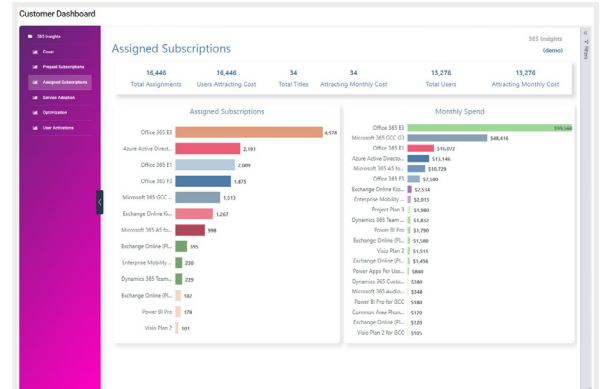 Customer Dashboard
365 Insights
Cover
Prepaid Subscriptions
Assigned Subscriptions
Service Adoption
Optimization
User Activations
Assigned Subscriptions
365 Insights
(demo)
Filters
16,446 16,446 34 34 13,276 13,276
Total Assignments Users Attracting Cost Total Titles Attracting Monthly Cost Total Users Attracting Monthly Cost
Assigned Subscriptions
Office 365 E3 4,978
Azure Active Direct... 2,191
Office 365 E1 2,009
Office 365 F3 1,875
Microsoft 365 GCC ... 1,513
Exchange Online Ki... 1,267
Microsoft 365 A5 fo... 998
Exchange Online (Pl... 395
Enterprise Mobility ... 230
Dynamics 365 Team... 229
Exchange Online (Pl... 182
Power BI Pro 179
Visio Plan 2 101
Monthly Spend
Office 365 E3
Microsoft 365 GCC G3 $48,416
Office 365 E1 $16,072
Azure Active Directo... $13,146
Microsoft 365 A5 fo... $10,729
Office 365 F3 $7,500
Exchange Online Kio... $2,534
Enterprise Mobility ... $2,013
Project Plan 3 $1,980
Dynamics 365 Team ... $1,832
Power BI Pro $1,790
Exchange Online (Pl... $1,580
Visio Plan 2 $1,515
Exchange Online (Pl... $1,456
Power Apps Per Use... $840
Dynamics 365 Custo... $380
Microsoft 365 Audio... $348
Power BI Pro for GCC $180
Common Area Phon... $120
Exchange Online (Pl... $120
Visio Plan 2 for GCC $105